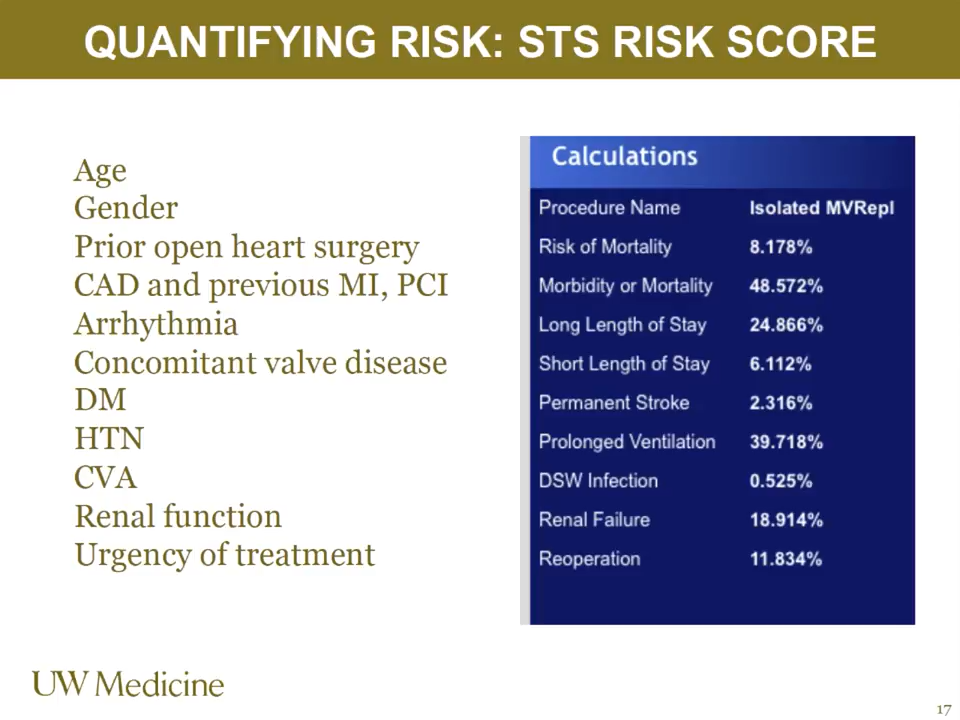 QUANTIFYING RISK: STS RISK SCORE
Age
Gender
Prior open heart surgery
CAD and previous MI, PCI
Arrhythmia
Concomitant valve disease
DM
HTN
CVA
Renal function
Urgency of treatment
Calculations
Procedure Name Isolated MVRepl
Risk of Mortality 8.178%
Morbidity or Mortality 48.572%
Long Length of Stay 24.866%
Short Length of Stay 6.112%
Permanent Stroke 2.316%
Prolonged Ventilation 39.718%
DSW Infection 0.525%
Renal Failure 18.914%
Reoperation 11.834%
UW Medicine
17